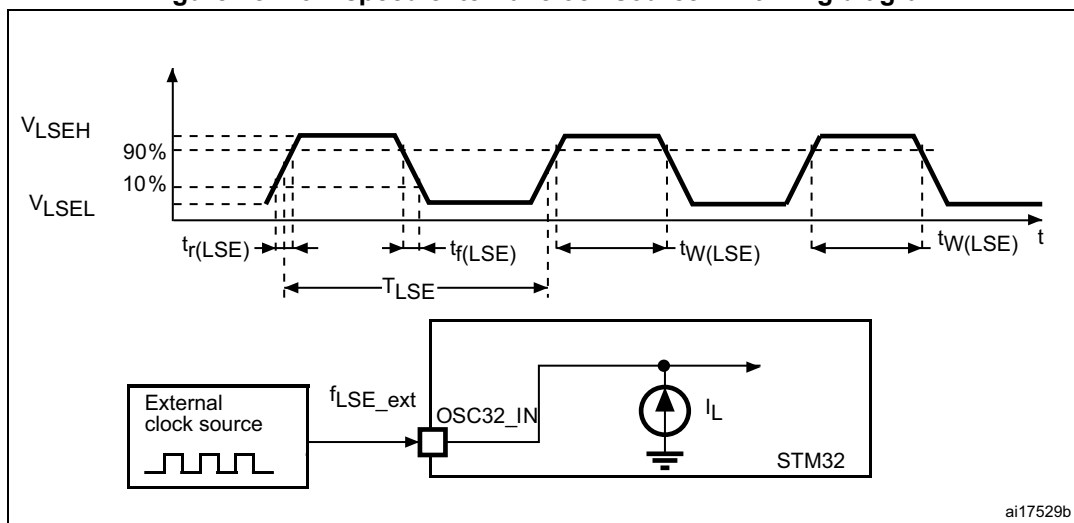 V_LSEH
90%
10%
V_LSEL
t_r(LSE)
t_f(LSE)
t_W(LSE)
t_W(LSE)
t
T_LSE
External
clock source
f_LSE_ext
OSC32_IN
I_L
STM32
ai17529b